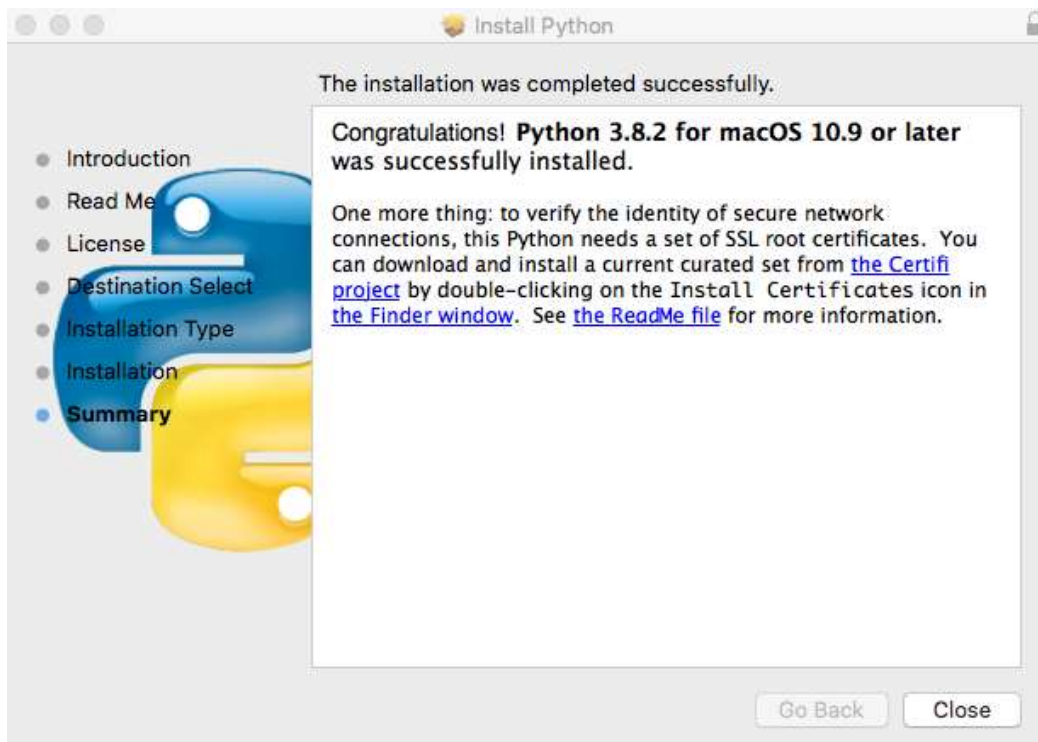 Install Python
The installation was completed successfully.
Introduction
Read Me
License
Destination Select
Installation Type
Installation
Summary
Congratulations! Python 3.8.2 for macOS 10.9 or later
was successfully installed.
One more thing: to verify the identity of secure network
connections, this Python needs a set of SSL root certificates. You
can download and install a current curated set from the Certifi
project by double-clicking on the Install Certificates icon in
the Finder window. See the ReadMe file for more information.
Go Back
Close